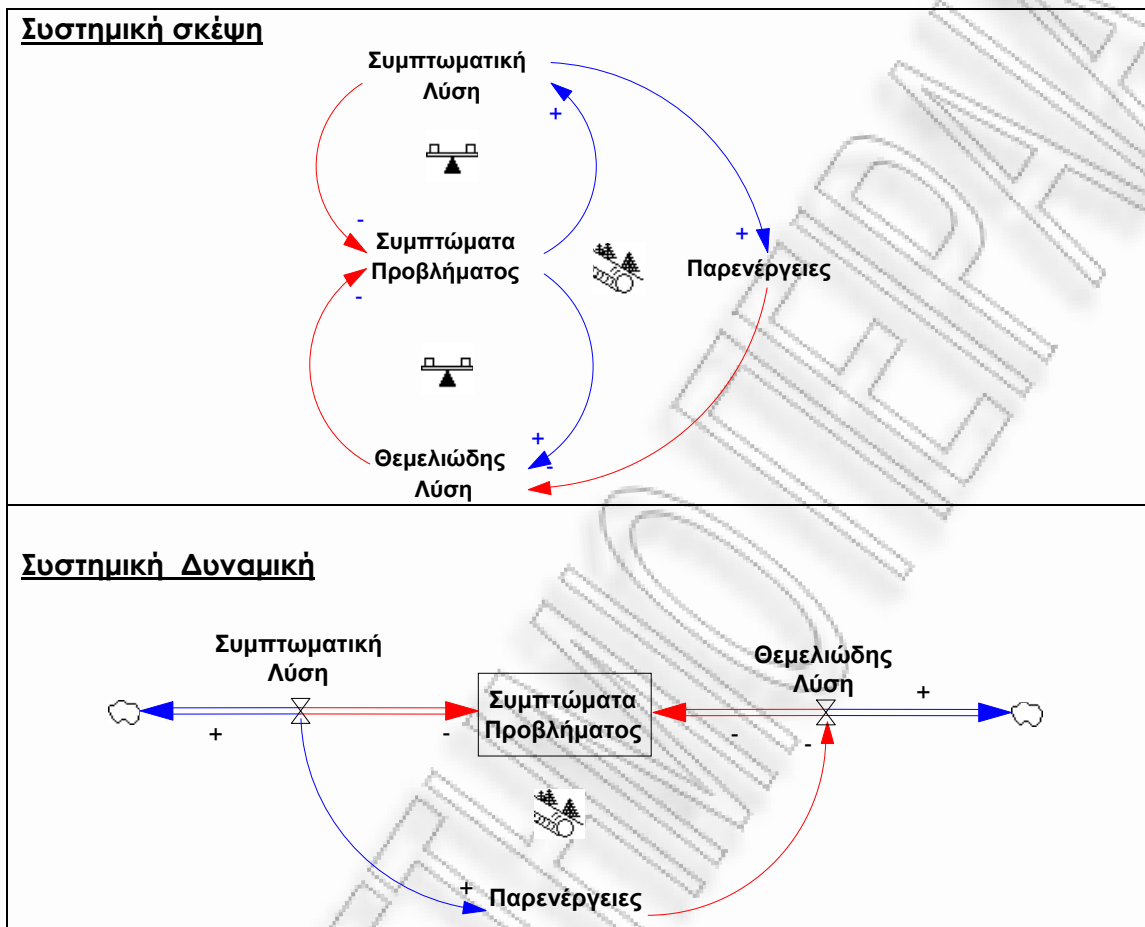 Συστημική σκέψη
Συμπτωματική
Λύση
+
-
Συμπτώματα
Προβλήματος
-
+
Παρενέργειες
+
-
Θεμελιώδης
Λύση
Συστημική Δυναμική
Συμπτωματική
Λύση
Θεμελιώδης
Λύση
Συμπτώματα
Προβλήματος
+
-
-
-
+
+
Παρενέργειες